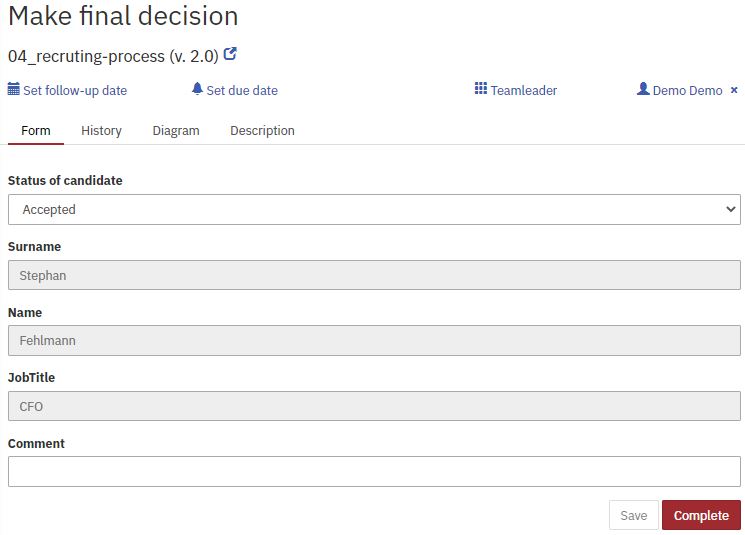 Make final decision
04_recruting-process (v. 2.0)
Set follow-up date Set due date Teamleader Demo Demo ×
Form History Diagram Description
Status of candidate
Accepted
Surname
Stephan
Name
Fehlmann
JobTitle
CFO
Comment
Save Complete